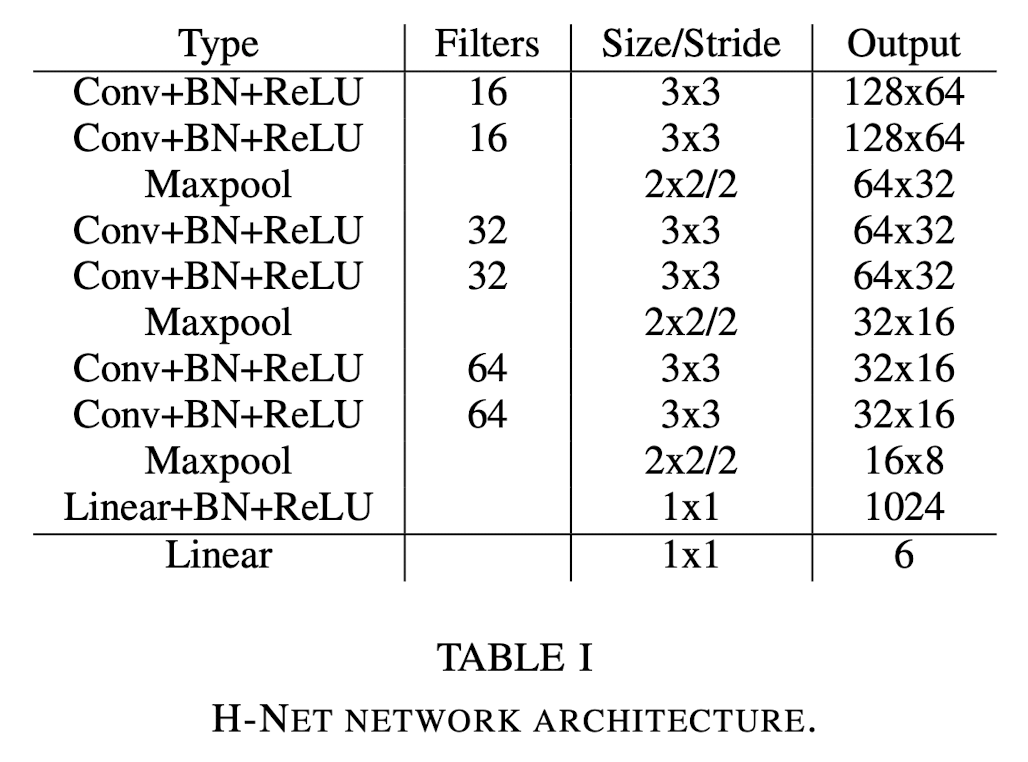 Type Filters Size/Stride Output
Conv+BN+ReLU 16 3x3 128x64
Conv+BN+ReLU 16 3x3 128x64
Maxpool 2x2/2 64x32
Conv+BN+ReLU 32 3x3 64x32
Conv+BN+ReLU 32 3x3 64x32
Maxpool 2x2/2 32x16
Conv+BN+ReLU 64 3x3 32x16
Conv+BN+ReLU 64 3x3 32x16
Maxpool 2x2/2 16x8
Linear+BN+ReLU 1x1 1024
Linear 1x1 6
TABLE I
H-NET NETWORK ARCHITECTURE.